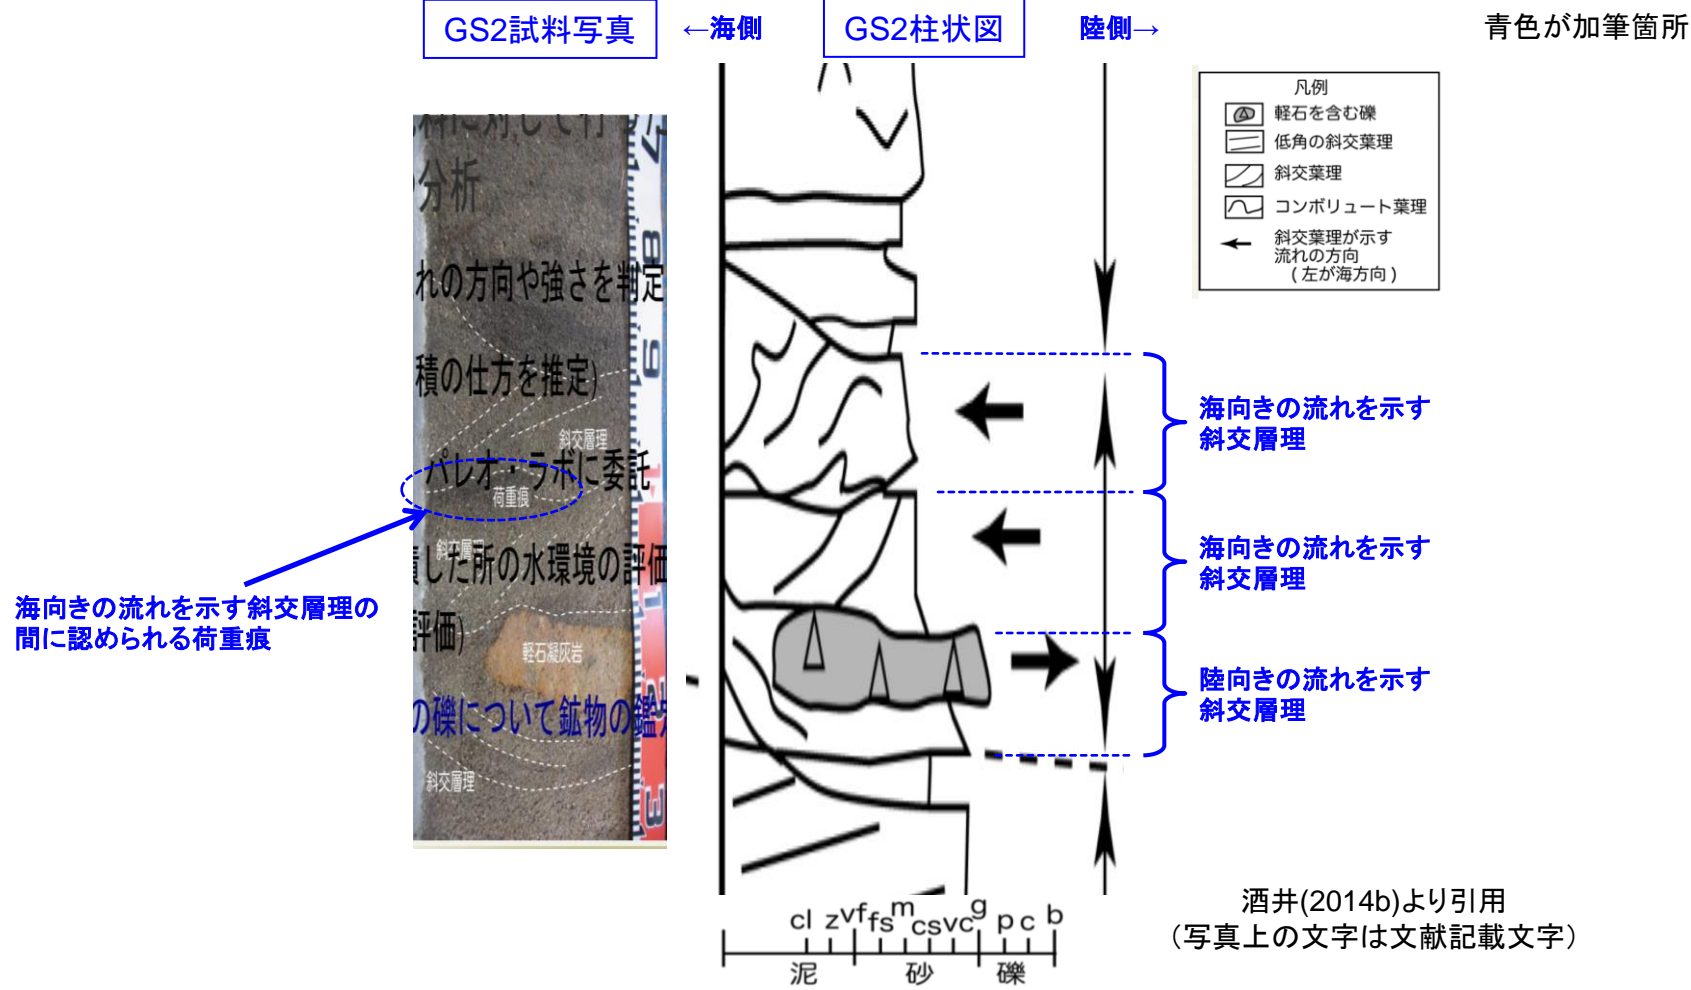 GS2試料写真
←海側
GS2柱状図
陸側→
青色が加筆箇所
凡例
軽石を含む礫
低角の斜交葉理
斜交葉理
コンボリュート葉理
斜交葉理が示す
流れの方向
(左が海方向)
分析
れの方向や強さを判定
積の仕方を推定)
斜交層理
パレオ・ラボに委託
荷重痕
斜交層理
した所の水環境の評価
評価)
軽石凝灰岩
の礫について鉱物の鑑
斜交層理
7
8
9
1
3
海向きの流れを示す斜交層理の
間に認められる荷重痕
海向きの流れを示す
斜交層理
海向きの流れを示す
斜交層理
陸向きの流れを示す
斜交層理
cl z vf fs m cs vc g p c b
泥 砂 礫
酒井(2014b)より引用
(写真上の文字は文献記載文字)